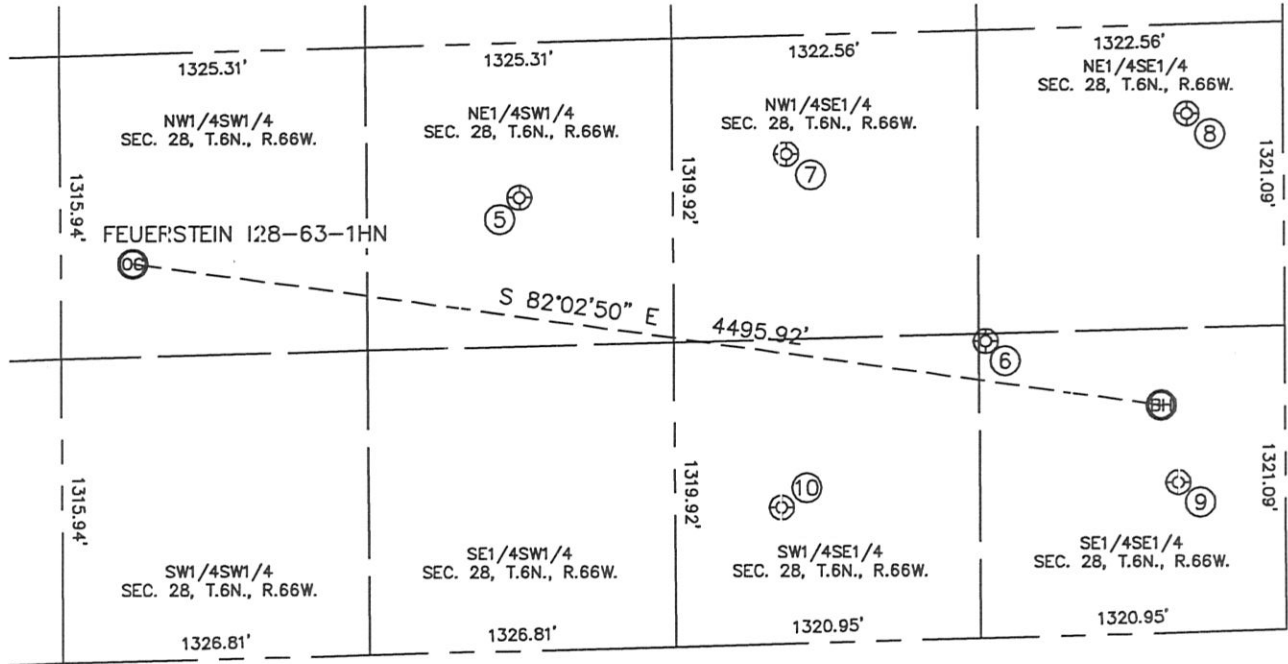 1325.31'
1325.31'
1322.56'
1322.56'
NW1/4SW1/4
SEC. 28, T.6N., R.66W.
NE1/4SW1/4
SEC. 28, T.6N., R.66W.
NW1/4SE1/4
SEC. 28, T.6N., R.66W.
NE1/4SE1/4
SEC. 28, T.6N., R.66W.
8
7
5
1315.94'
1319.92'
1321.09'
FEUERSTEIN I28-63-1HN
S 82°02'50" E
4495.92'
6
BH
1315.94'
1319.92'
1321.09'
10
9
SW1/4SW1/4
SEC. 28, T.6N., R.66W.
SE1/4SW1/4
SEC. 28, T.6N., R.66W.
SW1/4SE1/4
SEC. 28, T.6N., R.66W.
SE1/4SE1/4
SEC. 28, T.6N., R.66W.
1326.81'
1326.81'
1320.95'
1320.95'